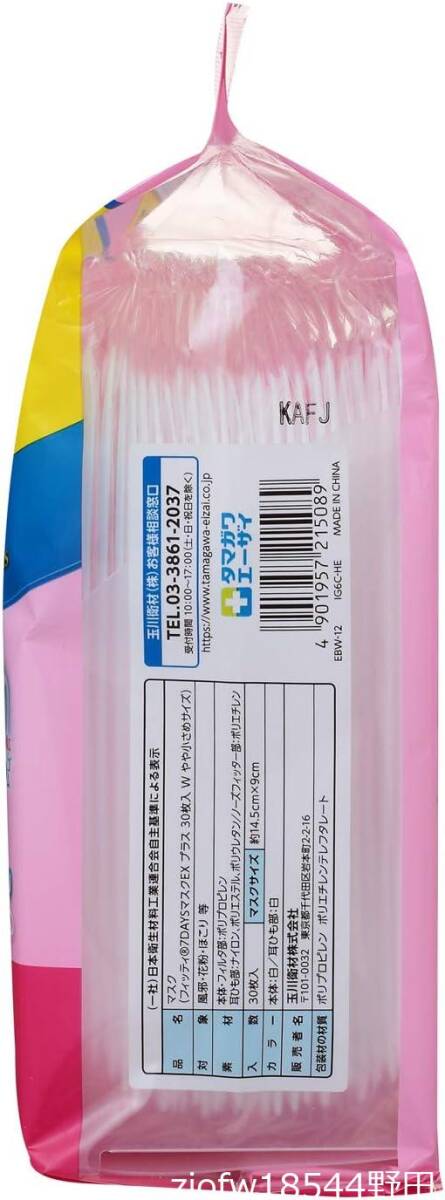 KAFJ
玉川衛材(株)お客様相談窓口
TEL.03-3861-2037
受付時間 10:00~17:00(土・日・祝日を除く)
https://www.tamagawa-eizai.co.jp
タマガワ
エーザイ
4 901957 215089
EBW-12 IG6C-HE MADE IN CHINA
(一社)日本衛生材料工業連合会自主基準による表示
品名 マスク
(フィッティ®7DAYSマスクEX プラス 30枚入 W やや小さめサイズ)
対象 風邪・花粉・ほこり 等
素材 本体・フィルタ部:ポリプロピレン
耳ひも部:ナイロン、ポリエステル、ポリウレタン/ノーズフィッター部:ポリエチレン
入数 30枚入 マスクサイズ 約14.5cm×9cm
カラー 本体:白/耳ひも部:白
販売者名 玉川衛材株式会社
〒101-0032 東京都千代田区岩本町2-2-16
包装材の材質 ポリプロピレン ポリエチレンテレフタレート
ziofw18544野田